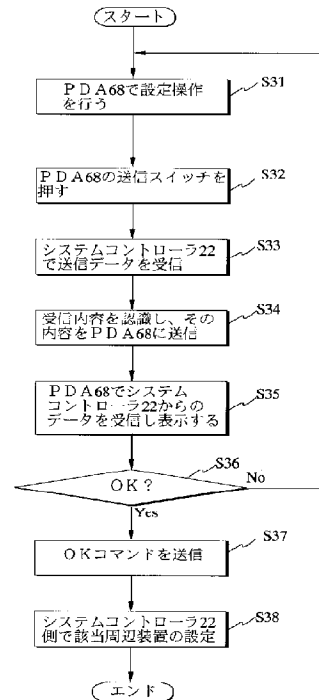 スタート
PDA68で設定操作
を行う
S31
PDA68の送信スイッチを
押す
S32
システムコントローラ22
で送信データを受信
S33
受信内容を認識し、その
内容をPDA68に送信
S34
PDA68でシステム
コントローラ22からの
データを受信し表示する
S35
OK?
S36
No
Yes
OKコマンドを送信
S37
システムコントローラ22
側で該当周辺装置の設定
S38
エンド